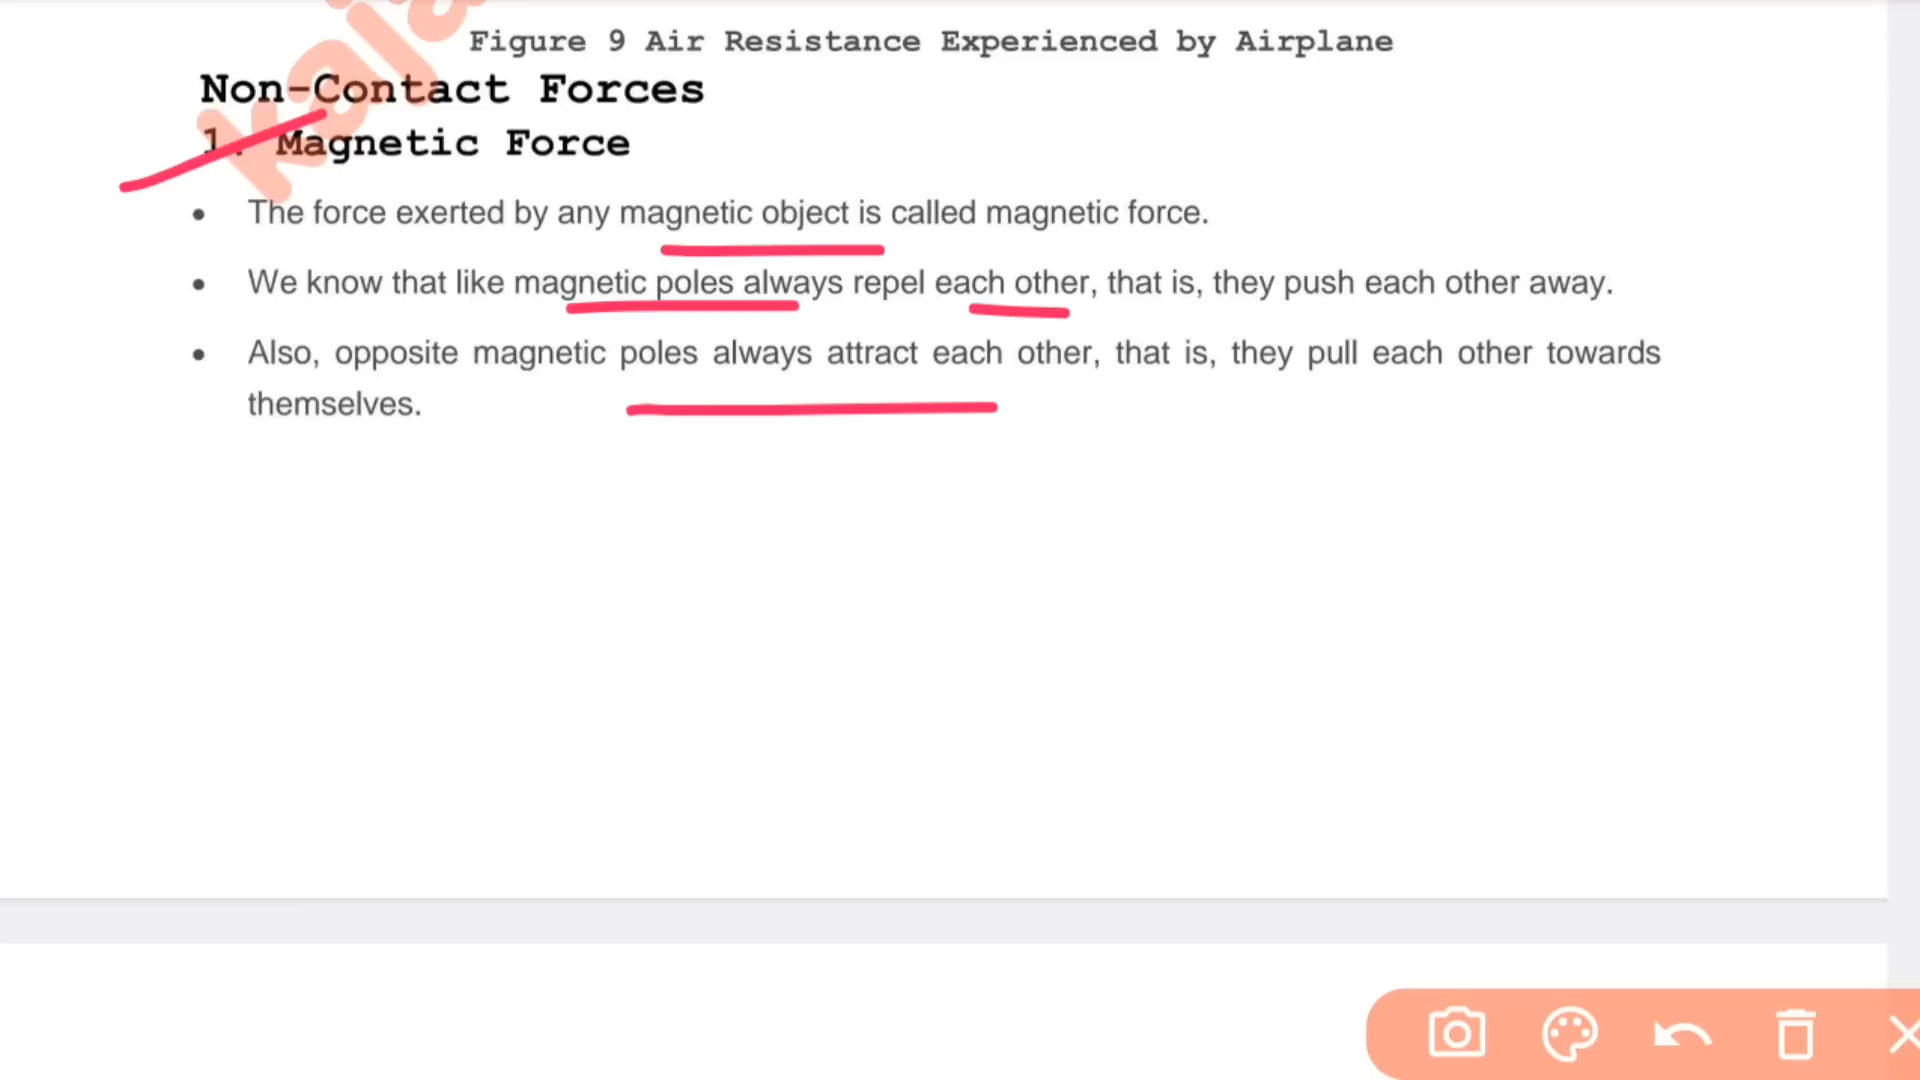 Figure 9 Air Resistance Experienced by Airplane
Non-Contact Forces
1. Magnetic Force
• The force exerted by any magnetic object is called magnetic force.
• We know that like magnetic poles always repel each other, that is, they push each other away.
• Also, opposite magnetic poles always attract each other, that is, they pull each other towards
themselves.